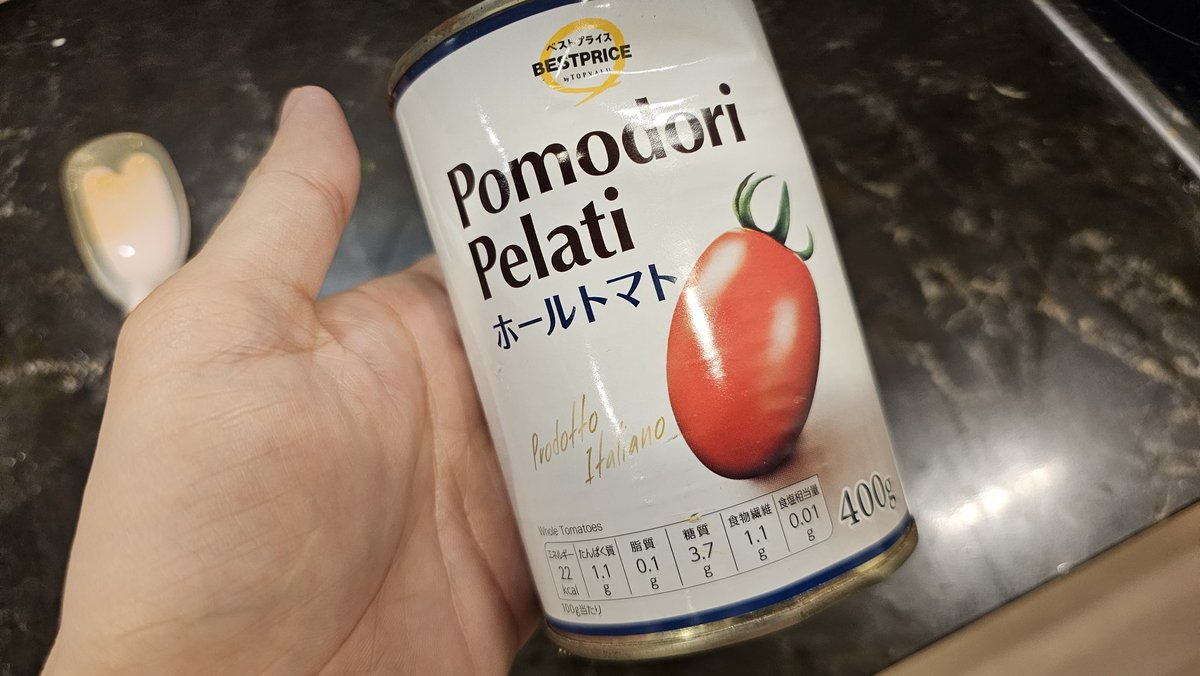 ベストプライス
BESTPRICE
by TOPVALU
Pomodori
Pelati
ホールトマト
Prodotto
Italiano
Whole Tomatoes
エネルギー たんぱく質 脂質 糖質 食物繊維 食塩相当量
22 kcal 1.1 g 0.1 g 3.7 g 1.1 g 0.01 g
100g当たり
400g